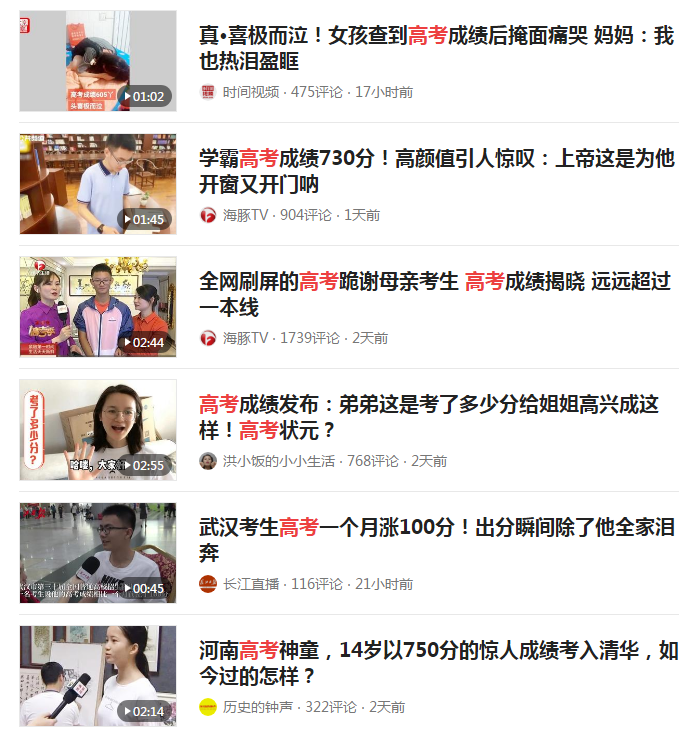 真·喜极而泣！女孩查到高考成绩后掩面痛哭 妈妈：我
也热泪盈眶
高考成绩605丫
头喜极而泣
01:02
时间视频 · 475评论 · 17小时前
学霸高考成绩730分！高颜值引人惊叹：上帝这是为他
开窗又开门呐
01:45
海豚TV · 904评论 · 1天前
全网刷屏的高考跪谢母亲考生 高考成绩揭晓 远远超过
一本线
02:44
海豚TV · 1739评论 · 2天前
高考成绩发布：弟弟这是考了多少分给姐姐高兴成这
样！高考状元？
考了多少分？
哈喽，大家
02:55
洪小饭的小小生活 · 768评论 · 2天前
武汉考生高考一个月涨100分！出分瞬间除了他全家泪
奔
00:45
长江直播 · 116评论 · 21小时前
河南高考神童，14岁以750分的惊人成绩考入清华，如
今过的怎样？
02:14
历史的钟声 · 322评论 · 2天前